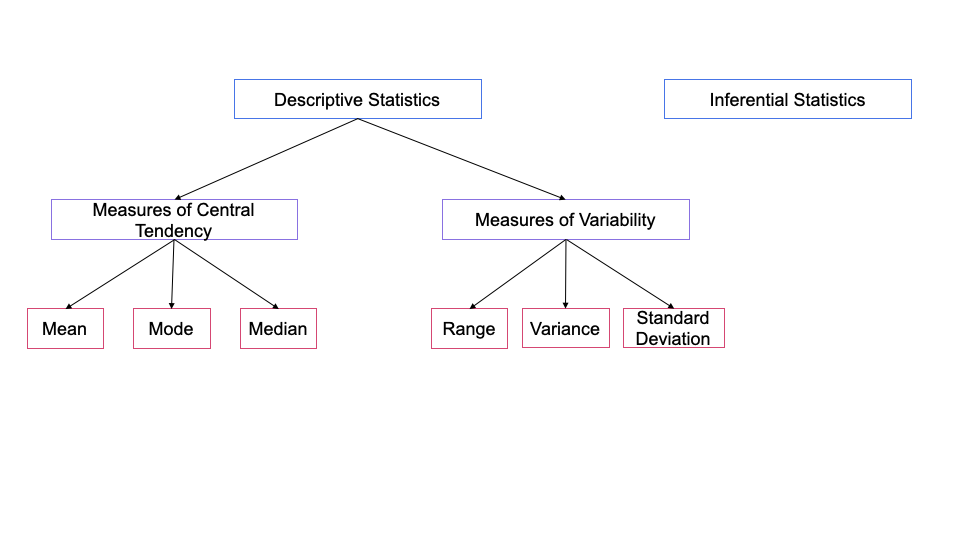 Descriptive Statistics
Inferential Statistics
Measures of Central
Tendency
Measures of Variability
Mean
Mode
Median
Range
Variance
Standard
Deviation